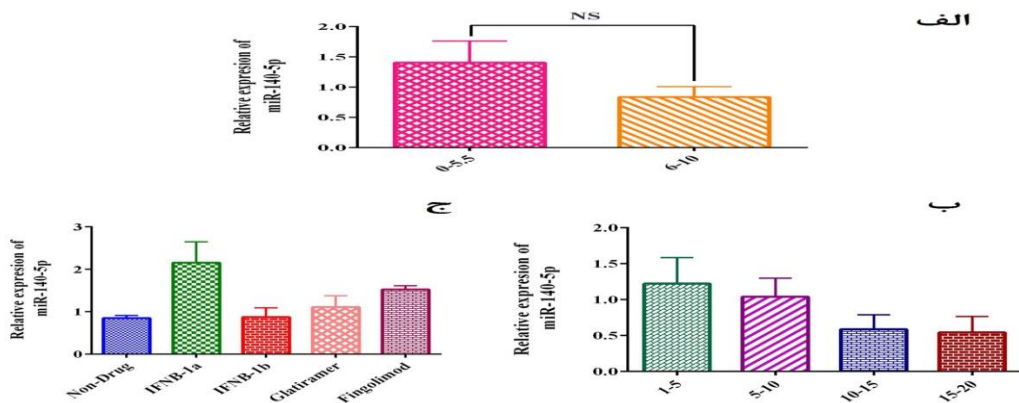 الف
NS
Relative expresion of
miR-140-5p
2.0
1.5
1.0
0.5
0.0
0-5.5
6-10
ج
Relative expresion of
miR-140-5p
3
2
1
0
Non-Drug
IFNB-1a
IFNB-1b
Glatiramer
Fingolimod
ب
Relative expresion of
miR-140-5p
2.0
1.5
1.0
0.5
0.0
1-5
5-10
10-15
15-20